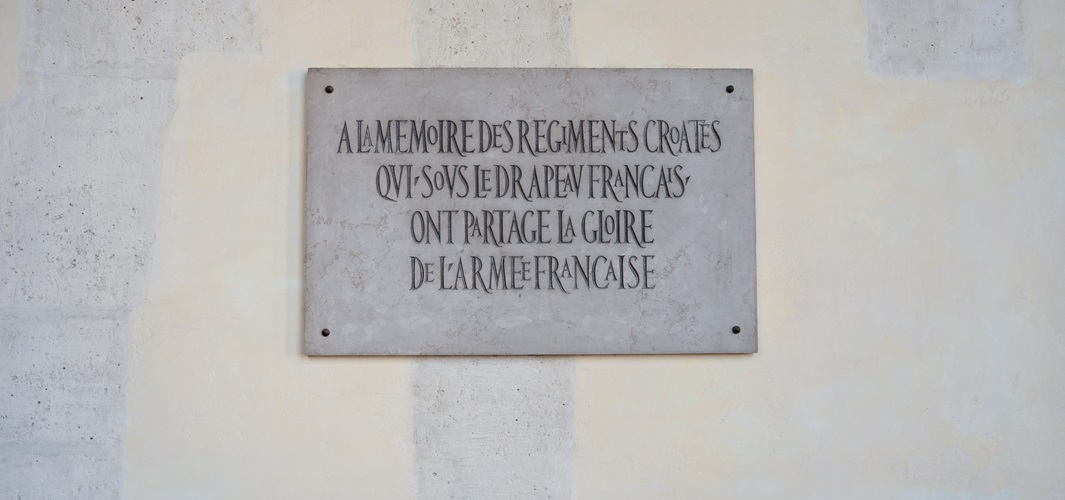 A LA MEMOIRE DES REGIMENTS CROATES
QVI, SOVS LE DRAPEAV FRANCAIS,
ONT PARTAGE LA GLOIRE
DE L'ARMEE FRANCAISE